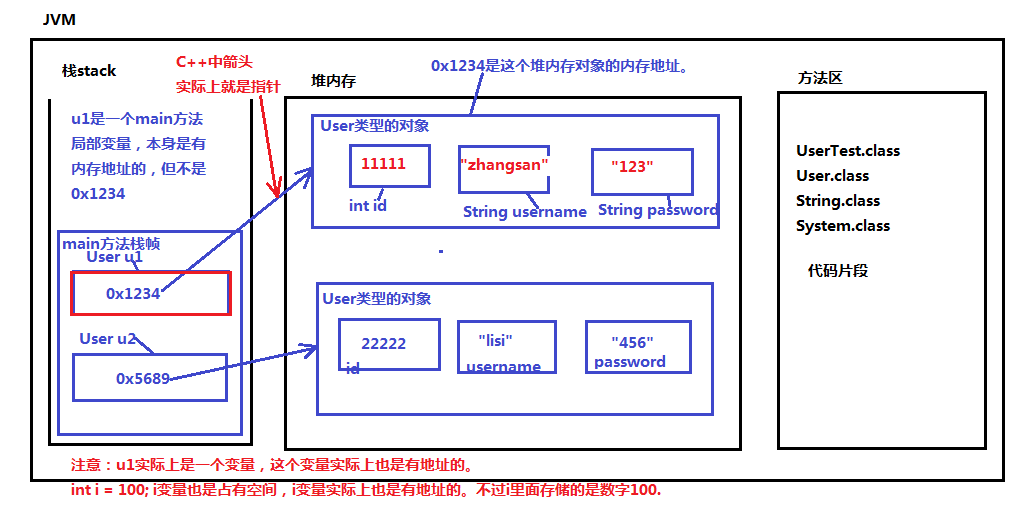 JVM
栈stack
C++中箭头
实际上就是指针
堆内存
0x1234是这个堆内存对象的内存地址。
方法区
u1是一个main方法
局部变量，本身是有
内存地址的，但不是
0x1234
User类型的对象
11111
"zhangsan"
"123"
int id
String username
String password
UserTest.class
User.class
String.class
System.class
代码片段
main方法栈帧
User u1
0x1234
User u2
0x5689
User类型的对象
22222
"lisi"
"456"
id
username
password
注意：u1实际上是一个变量，这个变量实际上也是有地址的。
int i = 100; i变量也是占有空间，i变量实际上也是有地址的。不过i里面存储的是数字100.